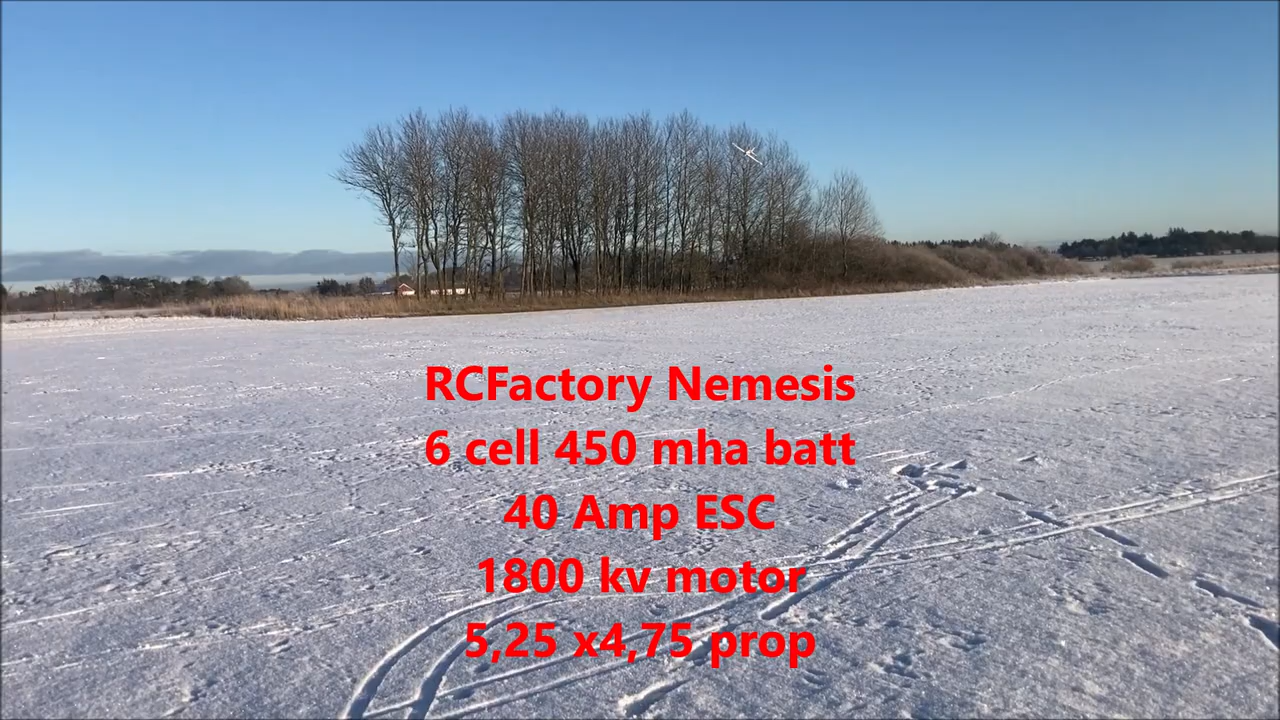 RCFactory Nemesis
6 cell 450 mha batt
40 Amp ESC
1800 kv motor
5,25 x4,75 prop